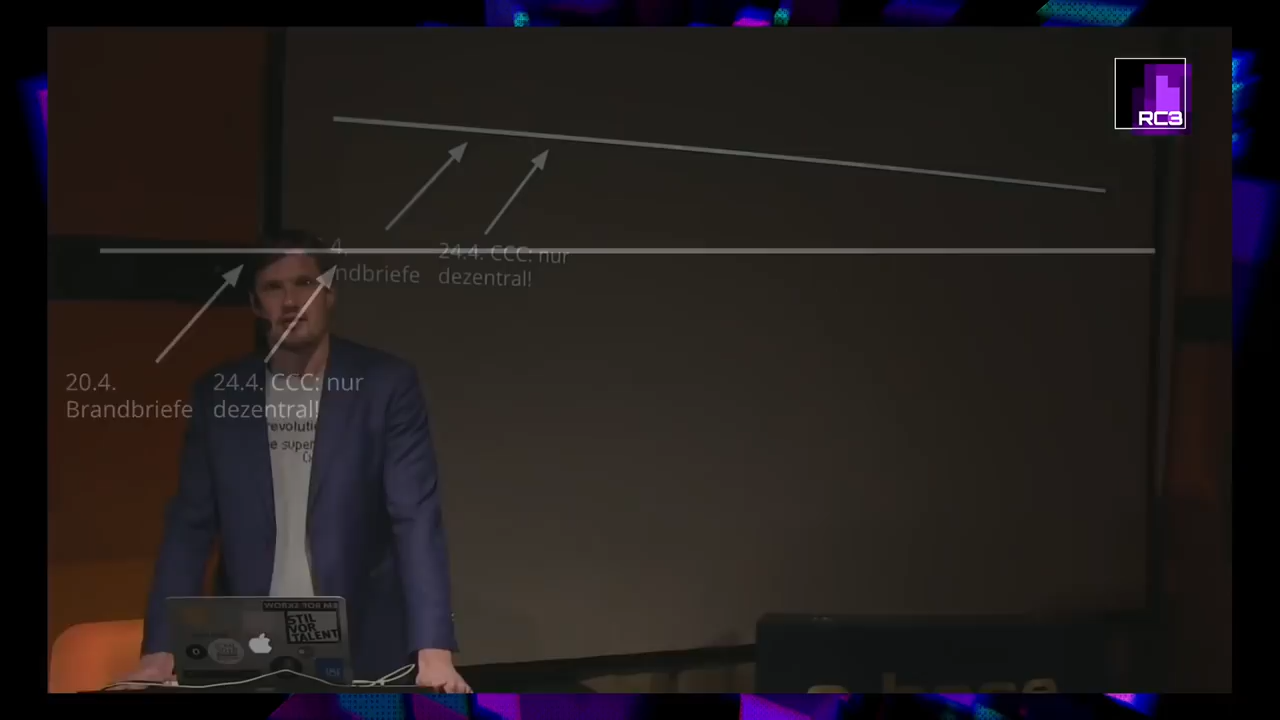 RC3
24.4. CCC: nur
dezentral!
20.4.
Brandbriefe
24.4. CCC: nur
dezentral!
STIL
VOR
TALENT